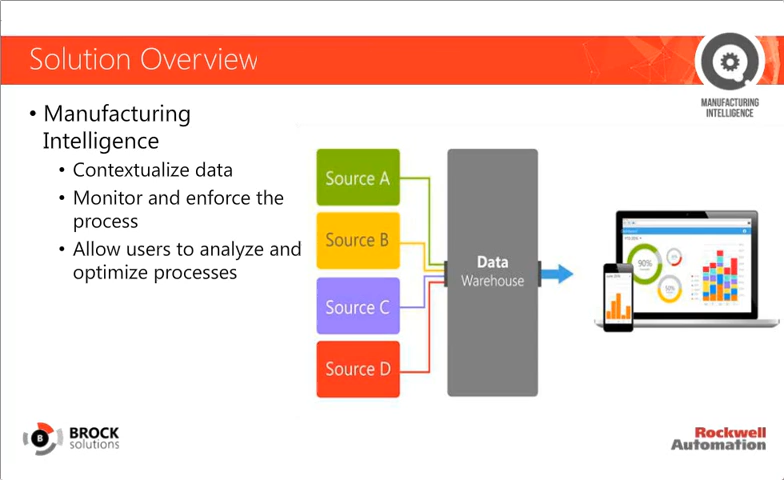 Solution Overview
MANUFACTURING
INTELLIGENCE
• Manufacturing
Intelligence
• Contextualize data
• Monitor and enforce the
process
• Allow users to analyze and
optimize processes
Source A
Source B
Source C
Source D
Data
Warehouse
90%
B
BROCK
solutions
Rockwell
Automation